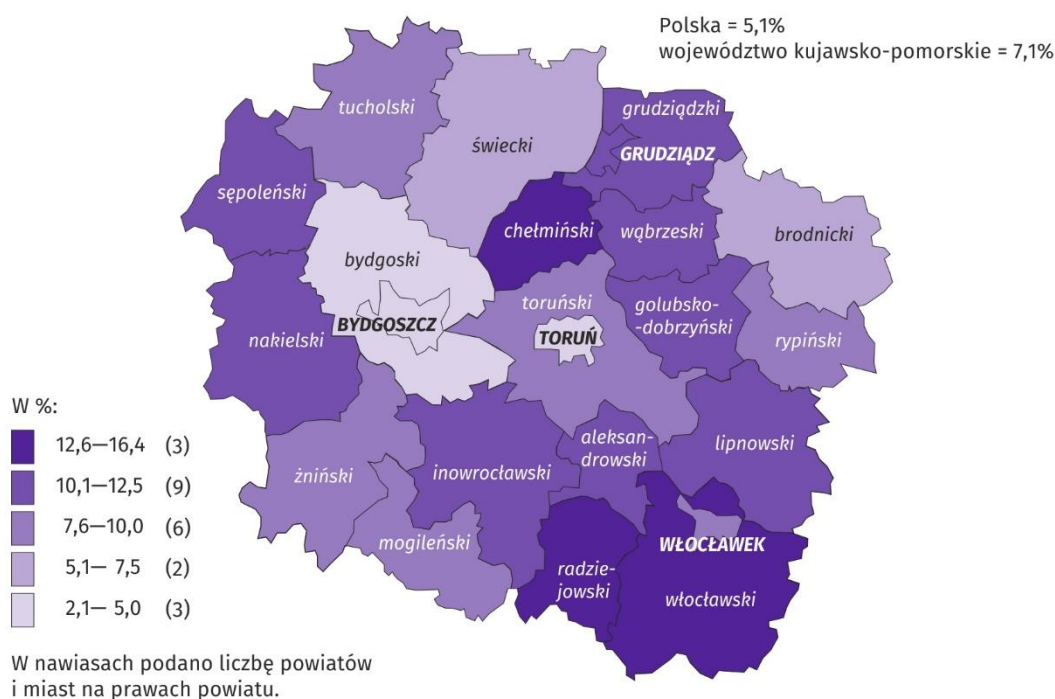 Polska = 5,1%
województwo kujawsko-pomorskie = 7,1%
tucholski
grudziądzki
świecki
GRUDZIĄDZ
sępoleński
chełmiński
wąbrzeski
brodnicki
bydgoski
toruński
golubsko-
-dobrzyński
BYDGOSZCZ
TORUŃ
nakielski
rypiński
W %:
12,6—16,4 (3)
10,1—12,5 (9)
7,6—10,0 (6)
5,1— 7,5 (2)
2,1— 5,0 (3)
aleksan-
drowski
lipnowski
żniński
inowrocławski
mogileński
WŁOCŁAWEK
radzie-
jowski
włocławski
W nawiasach podano liczbę powiatów
i miast na prawach powiatu.